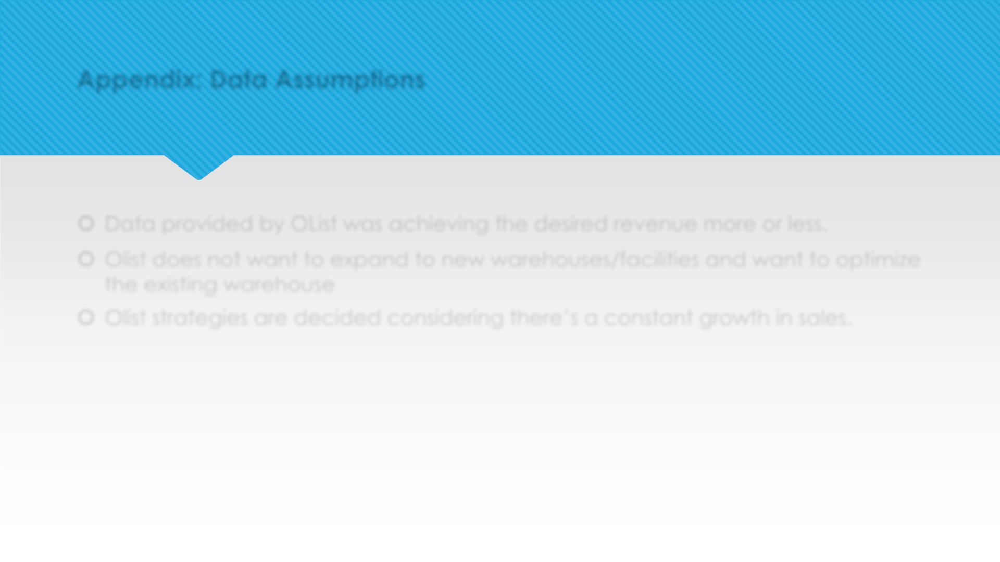 Appendix: Data Assumptions
Data provided by OList was achieving the desired revenue more or less.
Olist does not want to expand to new warehouses/facilities and want to optimize
the existing warehouse
Olist strategies are decided considering there's a constant growth in sales.